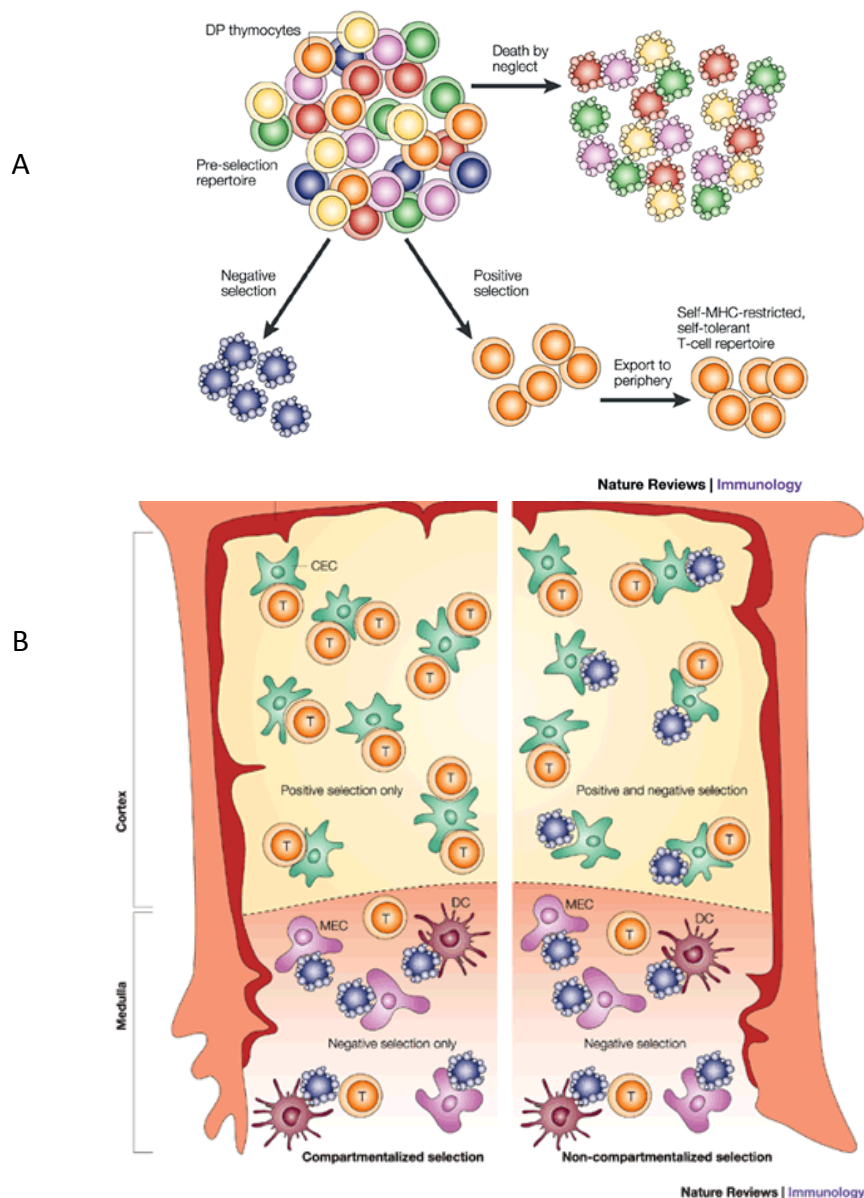 A
DP thymocytes
Pre-selection
repertoire
Death by
neglect
Negative
selection
Positive
selection
Self-MHC-restricted,
self-tolerant
T-cell repertoire
Export to
periphery
Nature Reviews | Immunology
B
Cortex
CEC
T
T
T
T
T
T
T
T
T
T
T
Positive selection only
T
T
T
T
T
Positive and negative selection
Medulla
MEC
T
DC
Negative selection only
T
MEC
T
DC
Negative selection
T
Compartmentalized selection
Non-compartmentalized selection
Nature Reviews | Immunology